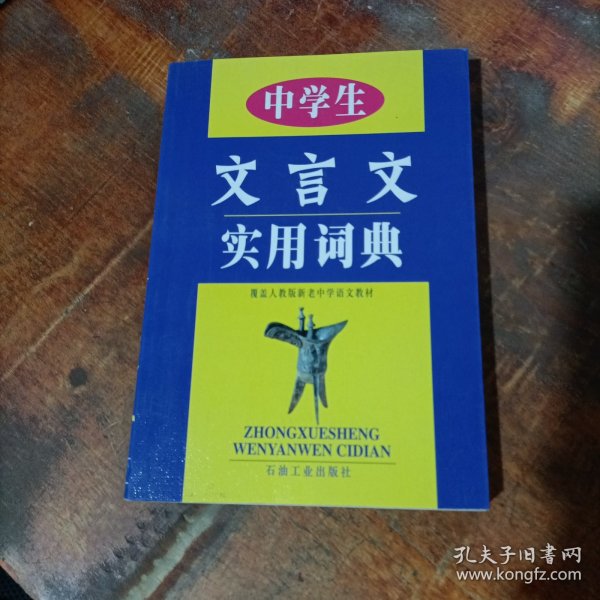 中学生
文言文
实用词典
覆盖人教版新老中学语文教材
ZHONGXUESHENG
WENYANWEN CIDIAN
石油工业出版社
孔夫子旧书网
www.kongfz.com